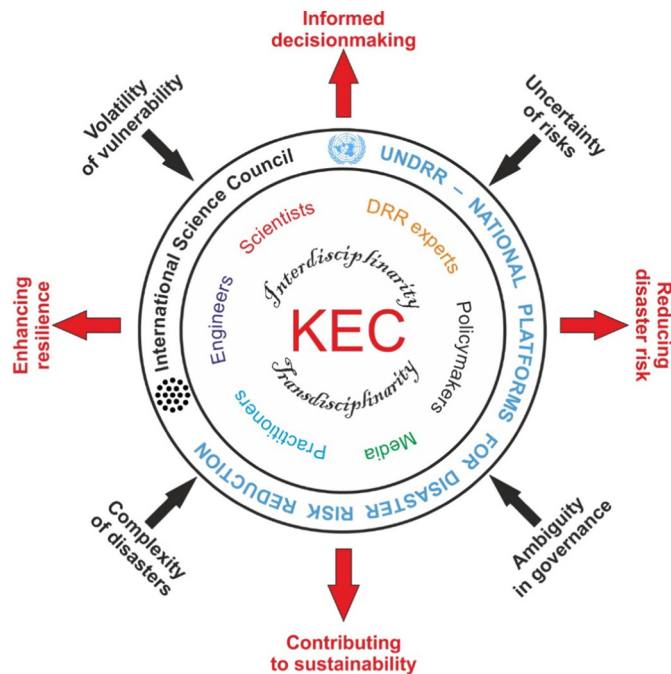 Informed
decisionmaking
Volatility
of vulnerability
Uncertainty
of risks
International Science Council
UNDRR – NATIONAL PLATFORMS FOR DISASTER RISK REDUCTION
Scientists
DRR experts
Engineers
Interdisciplinarity
KEC
Transdisciplinarity
Policymakers
Practitioners
Media
Enhancing
resilience
Reducing
disaster risk
Complexity
of disasters
Ambiguity
in governance
Contributing
to sustainability